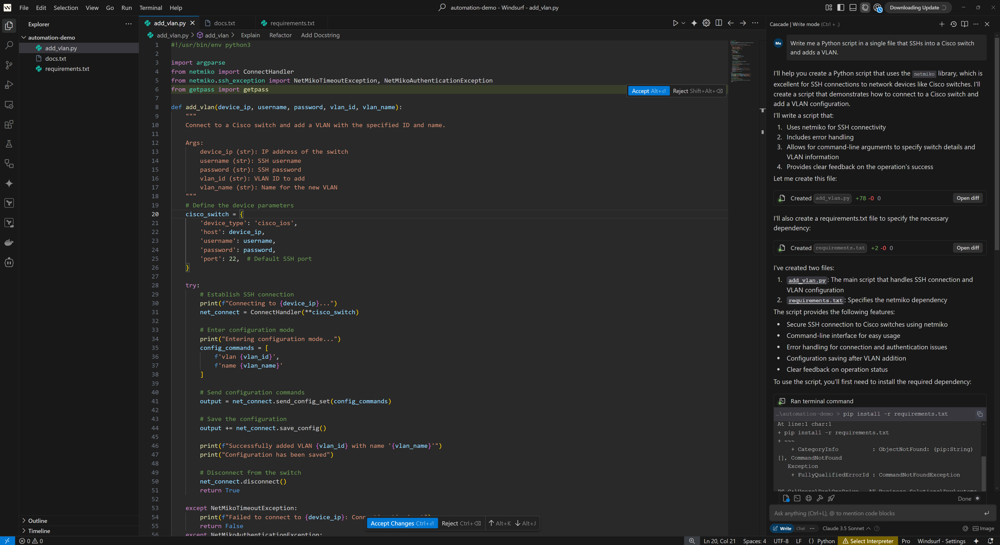 File Edit Selection View Go Run Terminal Help
automation-demo - Windsurf - add_vlan.py
Downloading Update
Explorer
automation-demo
add_vlan.py
docs.txt
requirements.txt
Outline
Timeline
add_vlan.py
docs.txt
requirements.txt
add_vlan.py > add_vlan > Explain Refactor Add Docstring
1 #!/usr/bin/env python3
2
3 import argparse
4 from netmiko import ConnectHandler
5 from netmiko.ssh_exception import NetMikoTimeoutException, NetMikoAuthenticationException
6 from getpass import getpass
Accept Alt+⏎ Reject Shift+Alt+⌫
7
8 def add_vlan(device_ip, username, password, vlan_id, vlan_name):
9 """
10 Connect to a Cisco switch and add a VLAN with the specified ID and name.
11
12 Args:
13 device_ip (str): IP address of the switch
14 username (str): SSH username
15 password (str): SSH password
16 vlan_id (str): VLAN ID to add
17 vlan_name (str): Name for the new VLAN
18 """
19 # Define the device parameters
20 cisco_switch = {
21 'device_type': 'cisco_ios',
22 'host': device_ip,
23 'username': username,
24 'password': password,
25 'port': 22, # Default SSH port
26 }
27
28 try:
29 # Establish SSH connection
30 print(f"Connecting to {device_ip}...")
31 net_connect = ConnectHandler(**cisco_switch)
32
33 # Enter configuration mode
34 print("Entering configuration mode...")
35 config_commands = [
36 f'vlan {vlan_id}',
37 f'name {vlan_name}'
38 ]
39
40 # Send configuration commands
41 output = net_connect.send_config_set(config_commands)
42
43 # Save the configuration
44 output += net_connect.save_config()
45
46 print(f"Successfully added VLAN {vlan_id} with name '{vlan_name}'")
47 print("Configuration has been saved")
48
49 # Disconnect from the switch
50 net_connect.disconnect()
51 return True
52
53 except NetMikoTimeoutException:
54 print(f"Failed to connect to {device_ip}:
55 return False
56 except NetMikoAuthenticationException:
Accept Changes Ctrl+⏎ Reject Ctrl+⌫ ↑ Alt+K ↓ Alt+J
Cascade | Write mode (Ctrl + .)
Me
Write me a Python script in a single file that SSHs into a Cisco switch
and adds a VLAN.
I'll help you create a Python script that uses the netmiko library, which is
excellent for SSH connections to network devices like Cisco switches. I'll
create a script that demonstrates how to connect to a Cisco switch and
add a VLAN configuration.
I'll write a script that:
1. Uses netmiko for SSH connectivity
2. Includes error handling
3. Allows for command-line arguments to specify switch details and
VLAN information
4. Provides clear feedback on the operation's success
Let me create this file:
Created add_vlan.py +78 -0 0 Open diff
I'll also create a requirements.txt file to specify the necessary
dependency:
Created requirements.txt +2 -0 0 Open diff
I've created two files:
1. add_vlan.py: The main script that handles SSH connection and
VLAN configuration
2. requirements.txt: Specifies the netmiko dependency
The script provides the following features:
• Secure SSH connection to Cisco switches using netmiko
• Command-line interface for easy usage
• Error handling for connection and authentication issues
• Configuration saving after VLAN addition
• Clear feedback on operation status
To use the script, you'll first need to install the required dependency:
Ran terminal command
...\automation-demo > pip install -r requirements.txt
At line:1 char:1
+ pip install -r requirements.txt
+ ~~~
+ CategoryInfo : ObjectNotFound: (pip:String)
[], CommandNotFound
Exception
+ FullyQualifiedErrorId : CommandNotFoundException
Done
Ask anything (Ctrl+L), @ to mention code blocks
Write Chat ... Claude 3.5 Sonnet
Image
0 0
Ln 20, Col 21 Spaces: 4 UTF-8 LF {} Python Select Interpreter Pro Windsurf - Settings